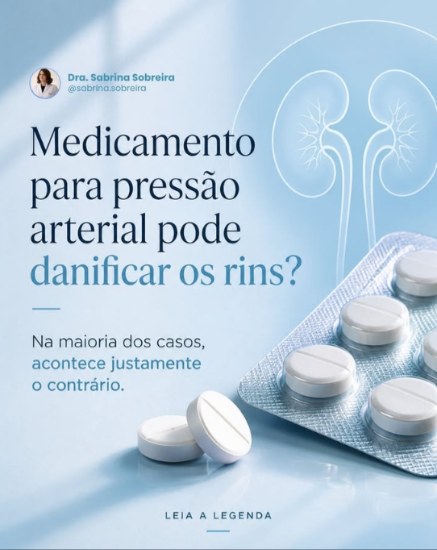 Dra. Sabrina Sobreira
@sabrina.sobreira
Medicamento
para pressão
arterial pode
danificar os rins?
Na maioria dos casos,
acontece justamente
o contrário.
LEIA A LEGENDA